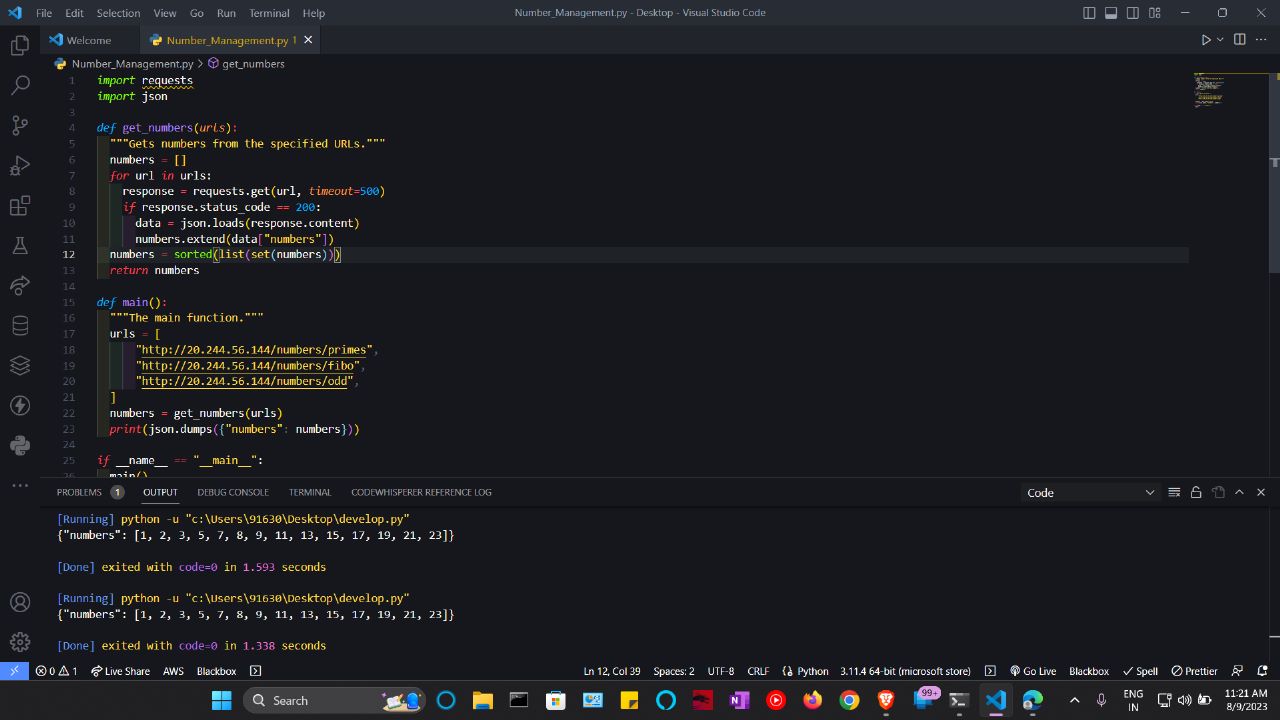 File Edit Selection View Go Run Terminal Help Number_Management.py - Desktop - Visual Studio Code
Welcome Number_Management.py 1
Number_Management.py > get_numbers
1 import requests
2 import json
3
4 def get_numbers(urls):
5 """Gets numbers from the specified URLs."""
6 numbers = []
7 for url in urls:
8 response = requests.get(url, timeout=500)
9 if response.status_code == 200:
10 data = json.loads(response.content)
11 numbers.extend(data["numbers"])
12 numbers = sorted(list(set(numbers)))
13 return numbers
14
15 def main():
16 """The main function."""
17 urls = [
18 "http://20.244.56.144/numbers/primes",
19 "http://20.244.56.144/numbers/fibo",
20 "http://20.244.56.144/numbers/odd",
21 ]
22 numbers = get_numbers(urls)
23 print(json.dumps({"numbers": numbers}))
24
25 if __name__ == "__main__":
26 main()
PROBLEMS 1 OUTPUT DEBUG CONSOLE TERMINAL CODEWHISPERER REFERENCE LOG Code
[Running] python -u "c:\Users\91630\Desktop\develop.py"
{"numbers": [1, 2, 3, 5, 7, 8, 9, 11, 13, 15, 17, 19, 21, 23]}
[Done] exited with code=0 in 1.593 seconds
[Running] python -u "c:\Users\91630\Desktop\develop.py"
{"numbers": [1, 2, 3, 5, 7, 8, 9, 11, 13, 15, 17, 19, 21, 23]}
[Done] exited with code=0 in 1.338 seconds
0 1 Live Share AWS Blackbox Ln 12, Col 39 Spaces: 2 UTF-8 CRLF Python 3.11.4 64-bit (microsoft store) Go Live Blackbox Spell Prettier
Search 99+ ENG 11:21 AM
IN 8/9/2023